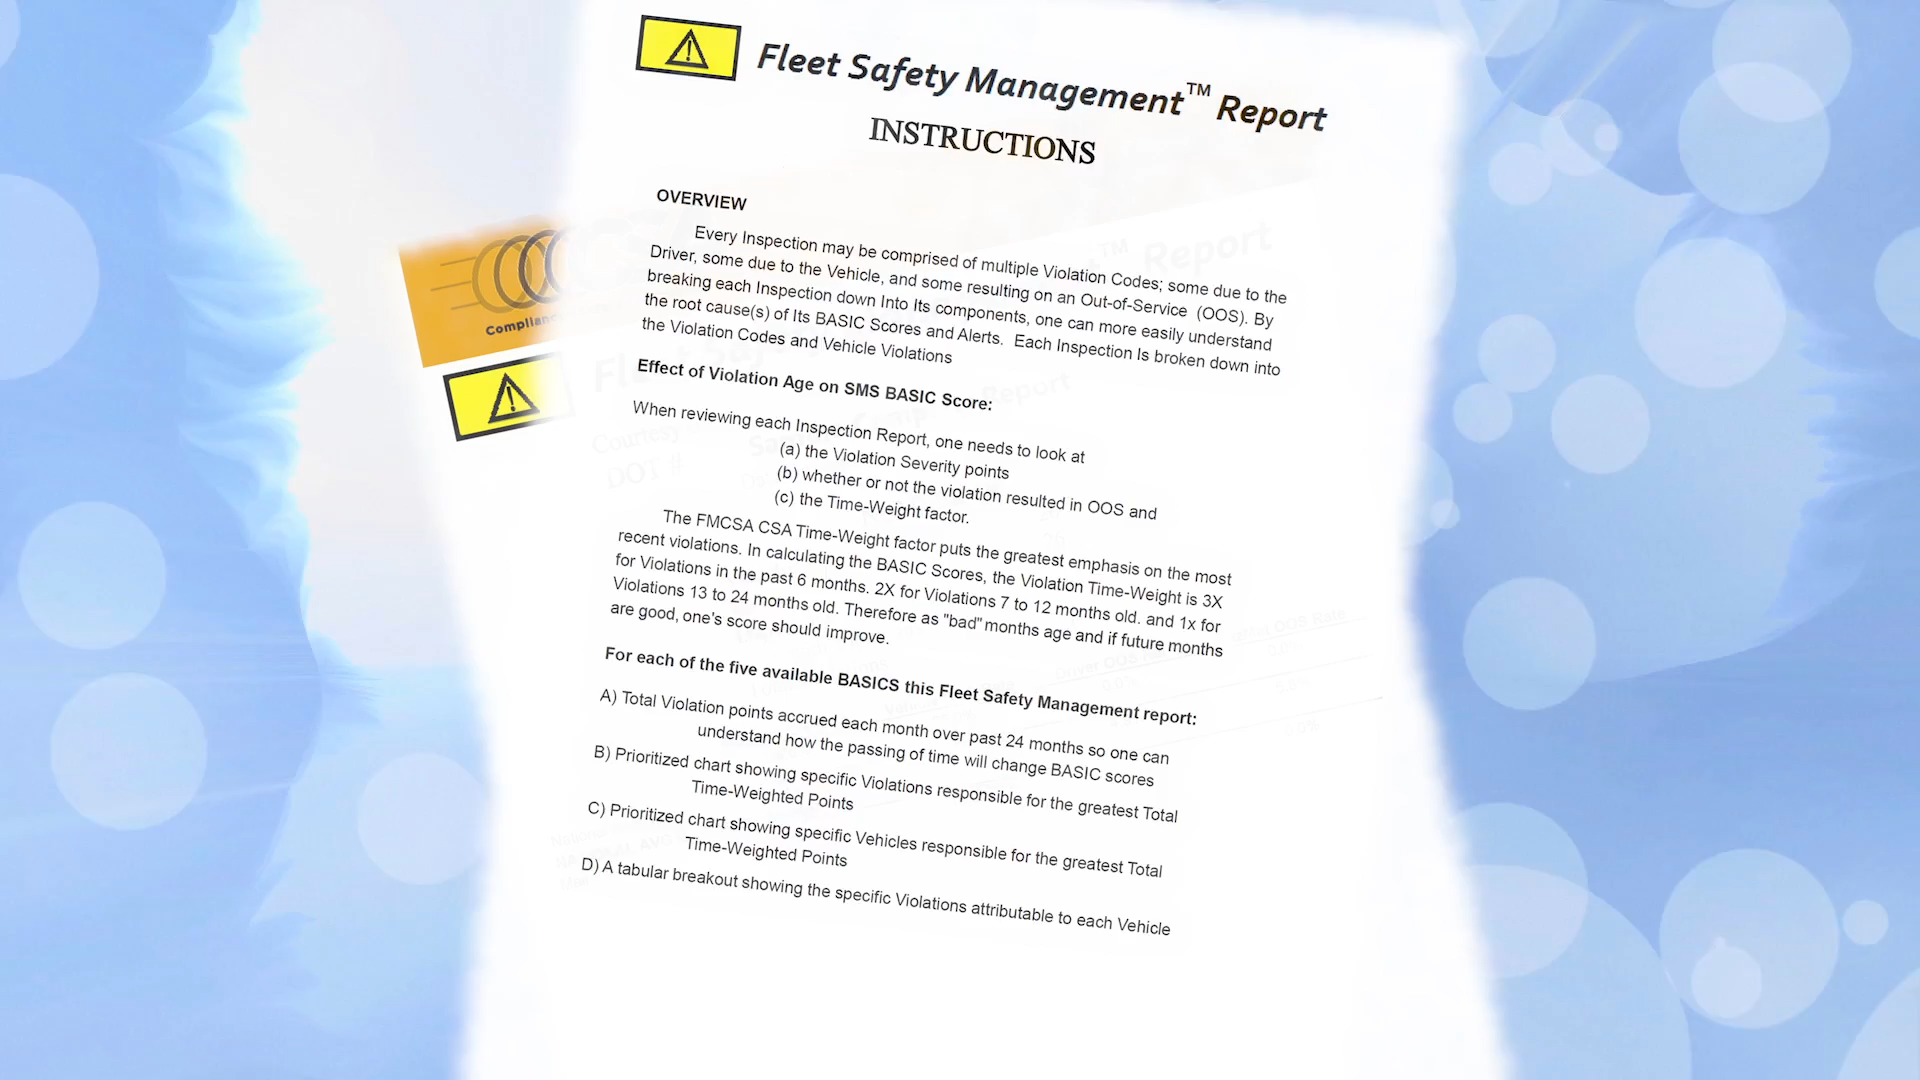 Fleet Safety Management™ Report
INSTRUCTIONS
OVERVIEW
Every Inspection may be comprised of multiple Violation Codes; some due to the
Driver, some due to the Vehicle, and some resulting on an Out-of-Service (OOS). By
breaking each Inspection down Into Its components, one can more easily understand
the root cause(s) of Its BASIC Scores and Alerts. Each Inspection Is broken down into
the Violation Codes and Vehicle Violations
Effect of Violation Age on SMS BASIC Score:
When reviewing each Inspection Report, one needs to look at
(a) the Violation Severity points
(b) whether or not the violation resulted in OOS and
(c) the Time-Weight factor.
The FMCSA CSA Time-Weight factor puts the greatest emphasis on the most
recent violations. In calculating the BASIC Scores, the Violation Time-Weight is 3X
for Violations in the past 6 months. 2X for Violations 7 to 12 months old. and 1x for
Violations 13 to 24 months old. Therefore as "bad" months age and if future months
are good, one's score should improve.
For each of the five available BASICS this Fleet Safety Management report:
A) Total Violation points accrued each month over past 24 months so one can
understand how the passing of time will change BASIC scores
B) Prioritized chart showing specific Violations responsible for the greatest Total
Time-Weighted Points
C) Prioritized chart showing specific Vehicles responsible for the greatest Total
Time-Weighted Points
D) A tabular breakout showing the specific Violations attributable to each Vehicle
™ Report
Report
Courtesy
DOT #
Driver OOS
0.0%
0.0%